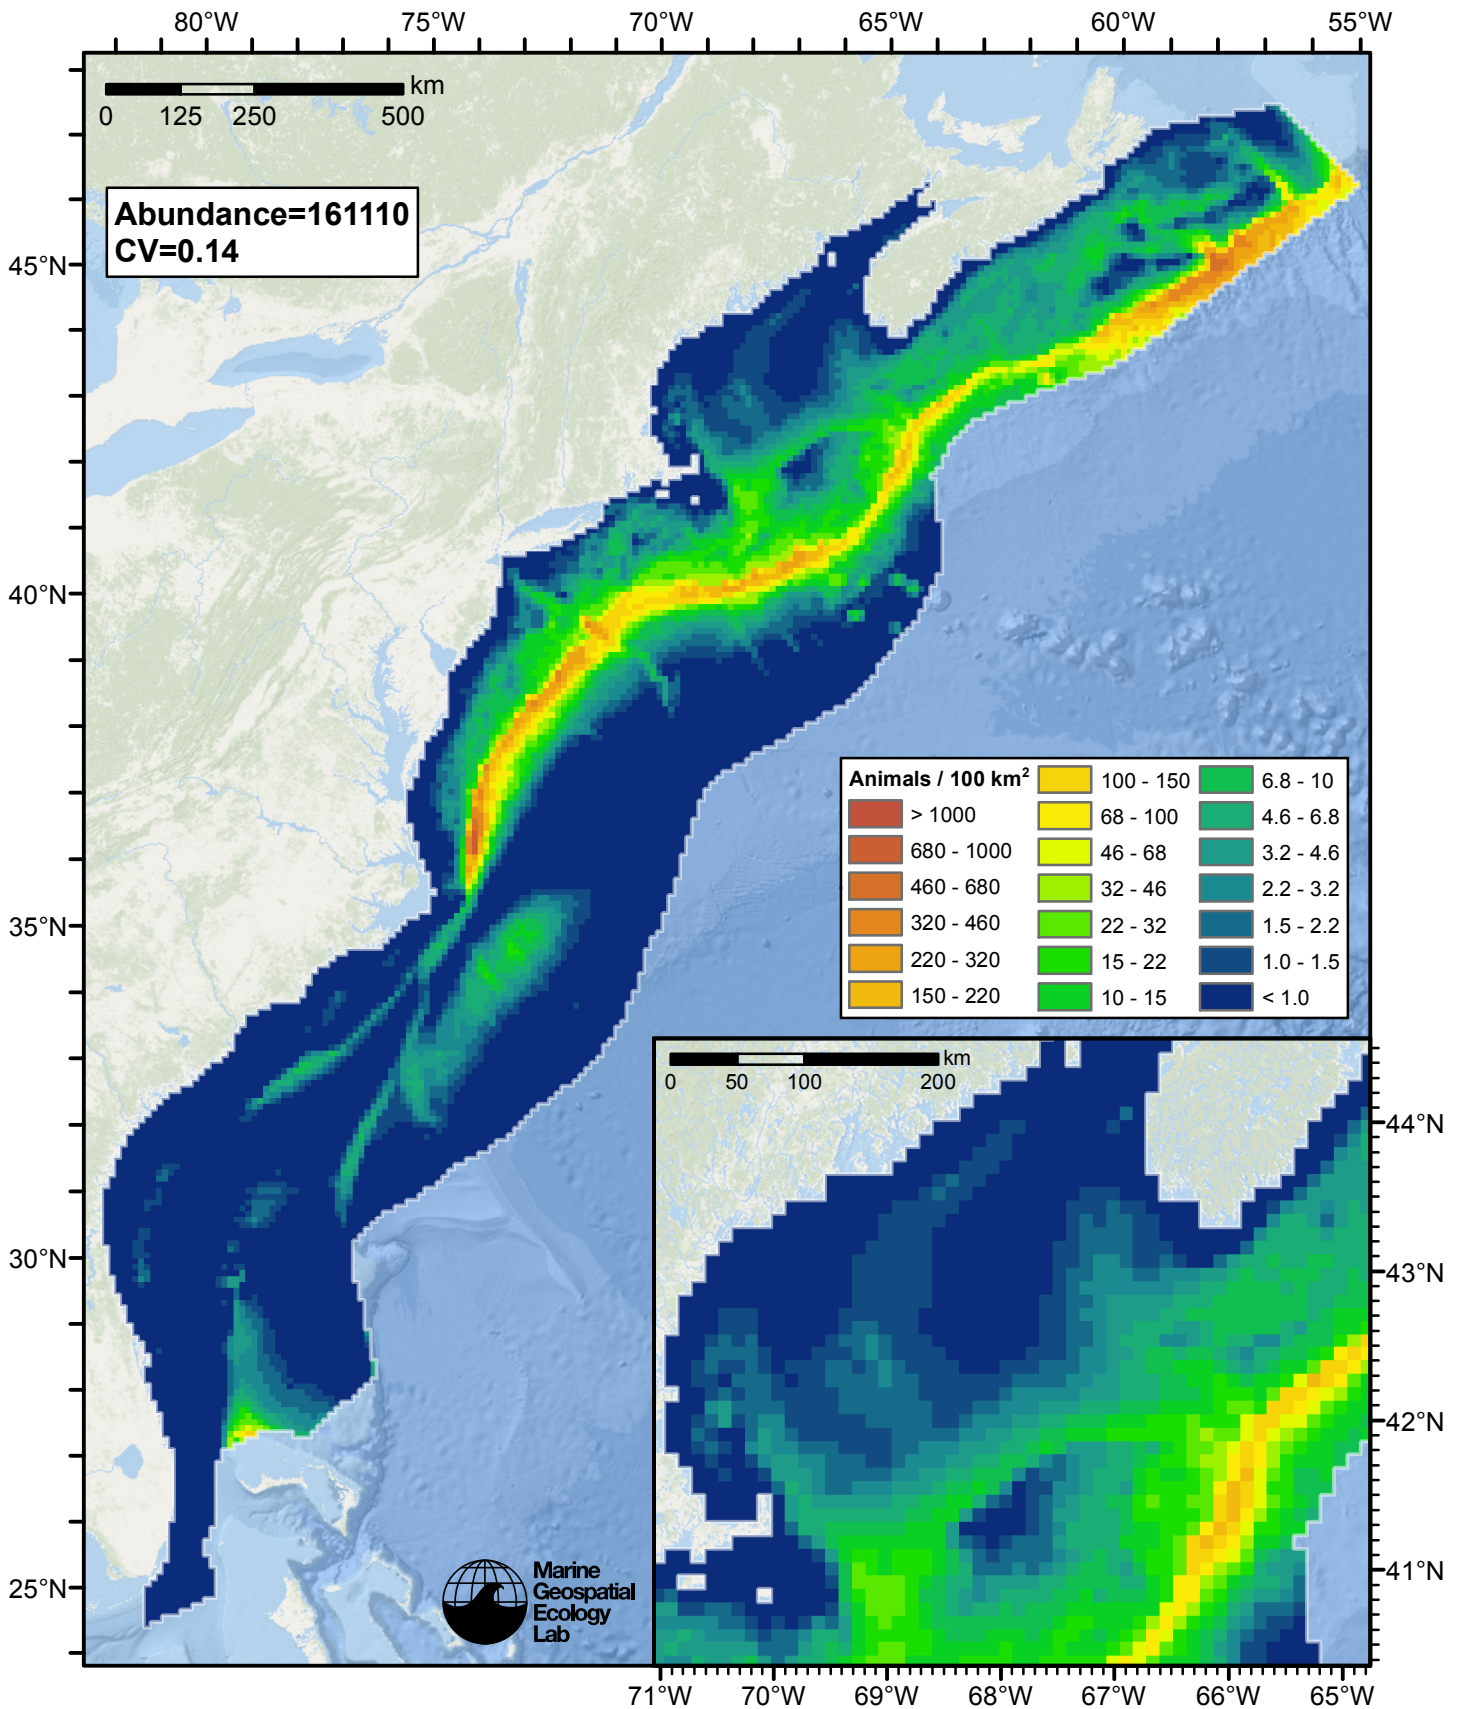 80°W 75°W 70°W 65°W 60°W 55°W
km
0 125 250 500
Abundance=161110
CV=0.14
45°N
40°N
35°N
30°N
25°N
Animals / 100 km²
> 1000
680 - 1000
460 - 680
320 - 460
220 - 320
150 - 220
100 - 150
68 - 100
46 - 68
32 - 46
22 - 32
15 - 22
10 - 15
6.8 - 10
4.6 - 6.8
3.2 - 4.6
2.2 - 3.2
1.5 - 2.2
1.0 - 1.5
< 1.0
km
0 50 100 200
44°N
43°N
42°N
41°N
Marine
Geospatial
Ecology
Lab
71°W 70°W 69°W 68°W 67°W 66°W 65°W